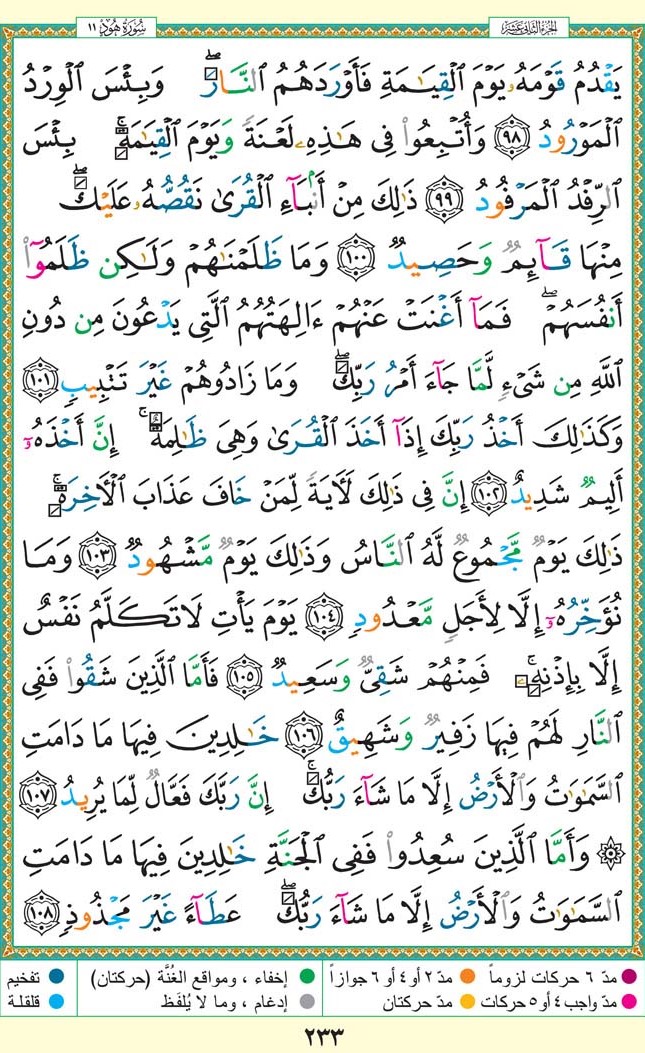 الجزء الثاني عشر
سورة هود ١١
يَقْدُمُ قَوْمَهُۥ يَوْمَ ٱلْقِيَـٰمَةِ فَأَوْرَدَهُمُ ٱلنَّارَ ۖ وَبِئْسَ ٱلْوِرْدُ
ٱلْمَوْرُودُ ٩٨ وَأُتْبِعُوا۟ فِى هَـٰذِهِۦ لَعْنَةً وَيَوْمَ ٱلْقِيَـٰمَةِ ۚ بِئْسَ
ٱلرِّفْدُ ٱلْمَرْفُودُ ٩٩ ذَٰلِكَ مِنْ أَنۢبَآءِ ٱلْقُرَىٰ نَقُصُّهُۥ عَلَيْكَ ۖ
مِنْهَا قَآئِمٌ وَحَصِيدٌ ١٠٠ وَمَا ظَلَمْنَـٰهُمْ وَلَـٰكِن ظَلَمُوٓا۟
أَنفُسَهُمْ ۖ فَمَآ أَغْنَتْ عَنْهُمْ ءَالِهَتُهُمُ ٱلَّتِى يَدْعُونَ مِن دُونِ
ٱللَّهِ مِن شَىْءٍ لَّمَّا جَآءَ أَمْرُ رَبِّكَ ۖ وَمَا زَادُوهُمْ غَيْرَ تَتْبِيبٍ ١٠١
وَكَذَٰلِكَ أَخْذُ رَبِّكَ إِذَآ أَخَذَ ٱلْقُرَىٰ وَهِىَ ظَـٰلِمَةٌ ۚ إِنَّ أَخْذَهُۥٓ
أَلِيمٌ شَدِيدٌ ١٠٢ إِنَّ فِى ذَٰلِكَ لَـَٔايَةً لِّمَنْ خَافَ عَذَابَ ٱلْـَٔاخِرَةِ ۚ
ذَٰلِكَ يَوْمٌ مَّجْمُوعٌ لَّهُ ٱلنَّاسُ وَذَٰلِكَ يَوْمٌ مَّشْهُودٌ ١٠٣ وَمَا
نُؤَخِّرُهُۥٓ إِلَّا لِأَجَلٍ مَّعْدُودٍ ١٠٤ يَوْمَ يَأْتِ لَا تَكَلَّمُ نَفْسٌ
إِلَّا بِإِذْنِهِۦ ۚ فَمِنْهُمْ شَقِىٌّ وَسَعِيدٌ ١٠٥ فَأَمَّا ٱلَّذِينَ شَقُوا۟ فَفِى
ٱلنَّارِ لَهُمْ فِيهَا زَفِيرٌ وَشَهِيقٌ ١٠٦ خَـٰلِدِينَ فِيهَا مَا دَامَتِ
ٱلسَّمَـٰوَٰتُ وَٱلْأَرْضُ إِلَّا مَا شَآءَ رَبُّكَ ۚ إِنَّ رَبَّكَ فَعَّالٌ لِّمَا يُرِيدُ ١٠٧
۞ وَأَمَّا ٱلَّذِينَ سُعِدُوا۟ فَفِى ٱلْجَنَّةِ خَـٰلِدِينَ فِيهَا مَا دَامَتِ
ٱلسَّمَـٰوَٰتُ وَٱلْأَرْضُ إِلَّا مَا شَآءَ رَبُّكَ ۖ عَطَآءً غَيْرَ مَجْذُوذٍ ١٠٨
مدّ ٦ حركات لزوماً مدّ ٢ أو ٤ أو ٦ جوازاً إخفاء ، ومواقع الغُنَّة (حركتان) تفخيم
مدّ واجب ٤ أو ٥ حركات مدّ حركتان إدغام ، وما لا يُلفَظ قلقلة
٢٣٣